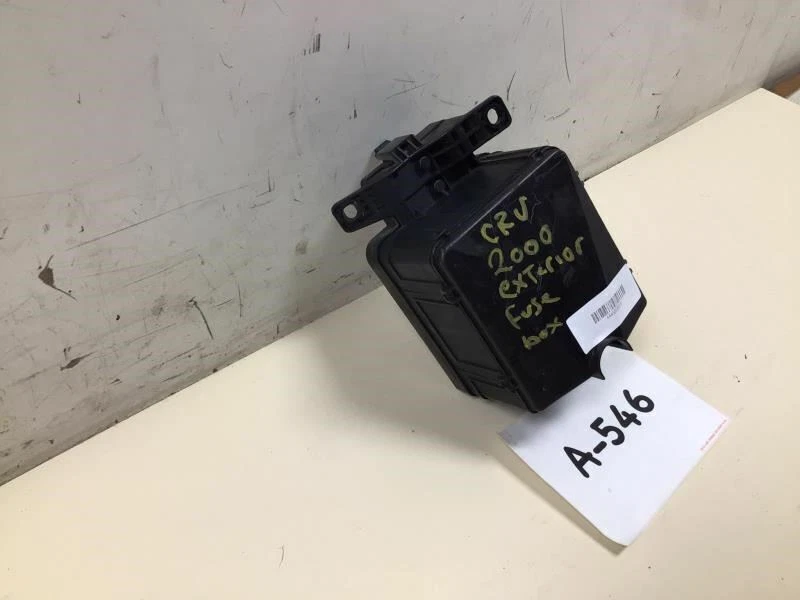 CRV
2000
exTerior
Fuse
box
A-546